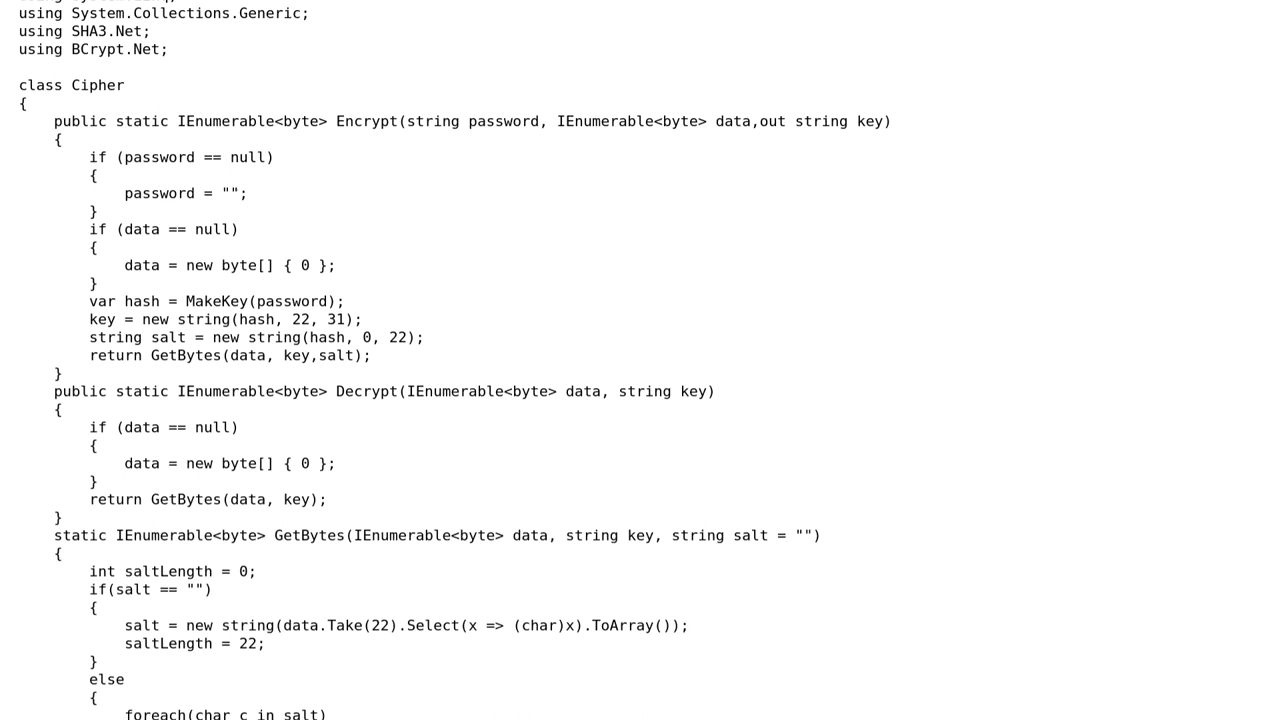 using System.Collections.Generic;
using SHA3.Net;
using BCrypt.Net;

class Cipher
{
    public static IEnumerable<byte> Encrypt(string password, IEnumerable<byte> data,out string key)
    {
        if (password == null)
        {
            password = "";
        }
        if (data == null)
        {
            data = new byte[] { 0 };
        }
        var hash = MakeKey(password);
        key = new string(hash, 22, 31);
        string salt = new string(hash, 0, 22);
        return GetBytes(data, key,salt);
    }
    public static IEnumerable<byte> Decrypt(IEnumerable<byte> data, string key)
    {
        if (data == null)
        {
            data = new byte[] { 0 };
        }
        return GetBytes(data, key);
    }
    static IEnumerable<byte> GetBytes(IEnumerable<byte> data, string key, string salt = "")
    {
        int saltLength = 0;
        if(salt == "")
        {
            salt = new string(data.Take(22).Select(x => (char)x).ToArray());
            saltLength = 22;
        }
        else
        {
            foreach(char c in salt)